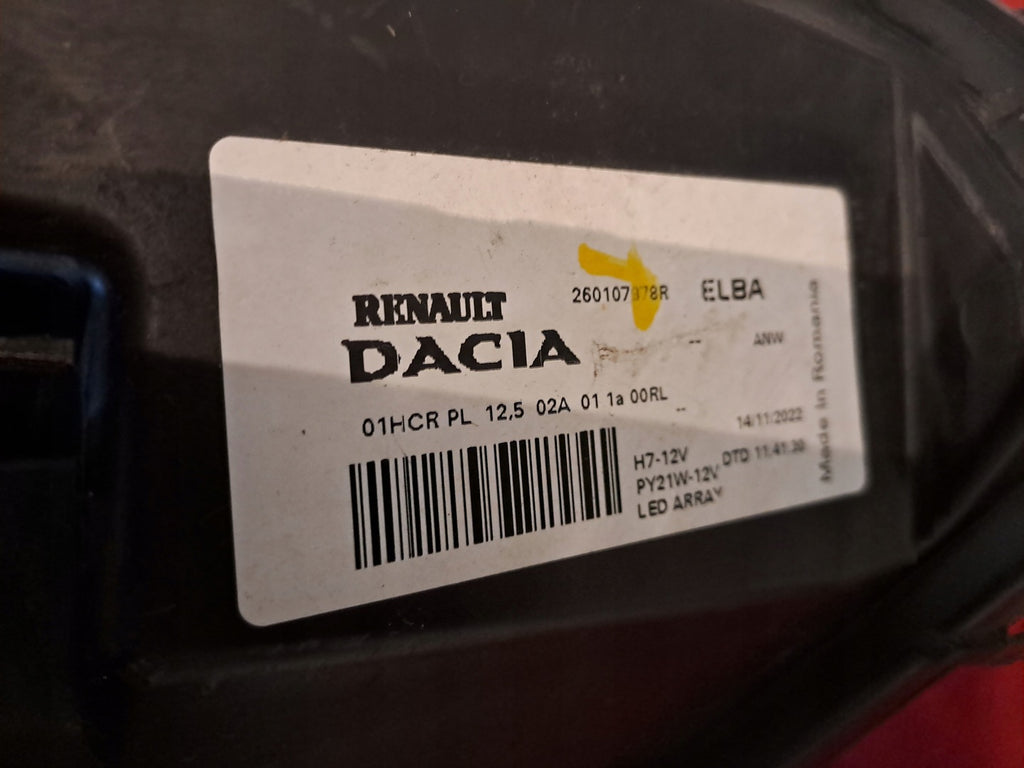 RENAULT
DACIA
ELBA
--
ANW
01HCR PL 12,5 02A 01 1a 00RL
--
14/11/2022
H7-12V
DTD 11:41:30
PY21W-12V
LED ARRAY
Made in Romania